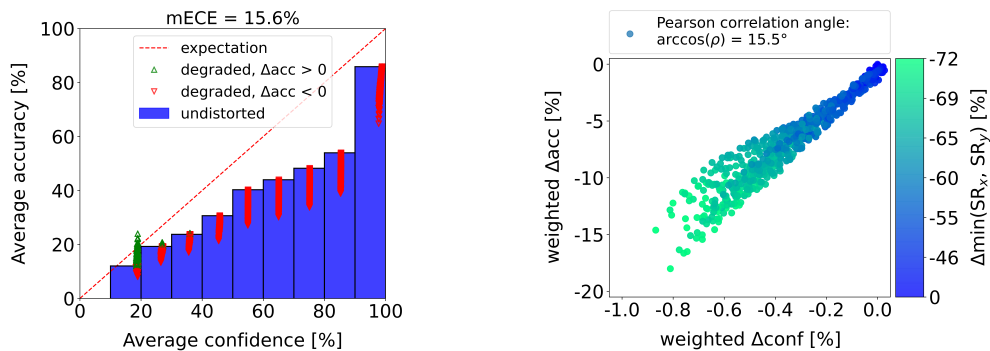 mECE = 15.6%
expectation
degraded, Δacc > 0
degraded, Δacc < 0
undistorted
Average accuracy [%]
100
80
60
40
20
0
0 20 40 60 80 100
Average confidence [%]
Pearson correlation angle:
arccos(ρ) = 15.5°
weighted Δacc [%]
0
-5
-10
-15
-20
-1.0 -0.8 -0.6 -0.4 -0.2 0.0
weighted Δconf [%]
-72
-69
-65
-60
-55
-46
0
Δmin(SRx, SRy) [%]